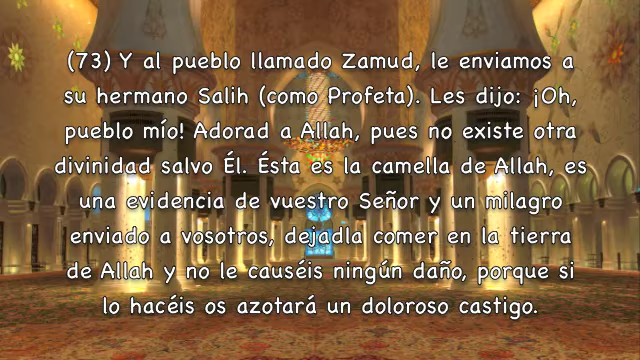 (73) Y al pueblo llamado Zamud, le enviamos a
su hermano Salih (como Profeta). Les dijo: ¡Oh,
pueblo mío! Adorad a Allah, pues no existe otra
divinidad salvo Él. Ésta es la camella de Allah, es
una evidencia de vuestro Señor y un milagro
enviado a vosotros, dejadla comer en la tierra
de Allah y no le causéis ningún daño, porque si
lo hacéis os azotará un doloroso castigo.